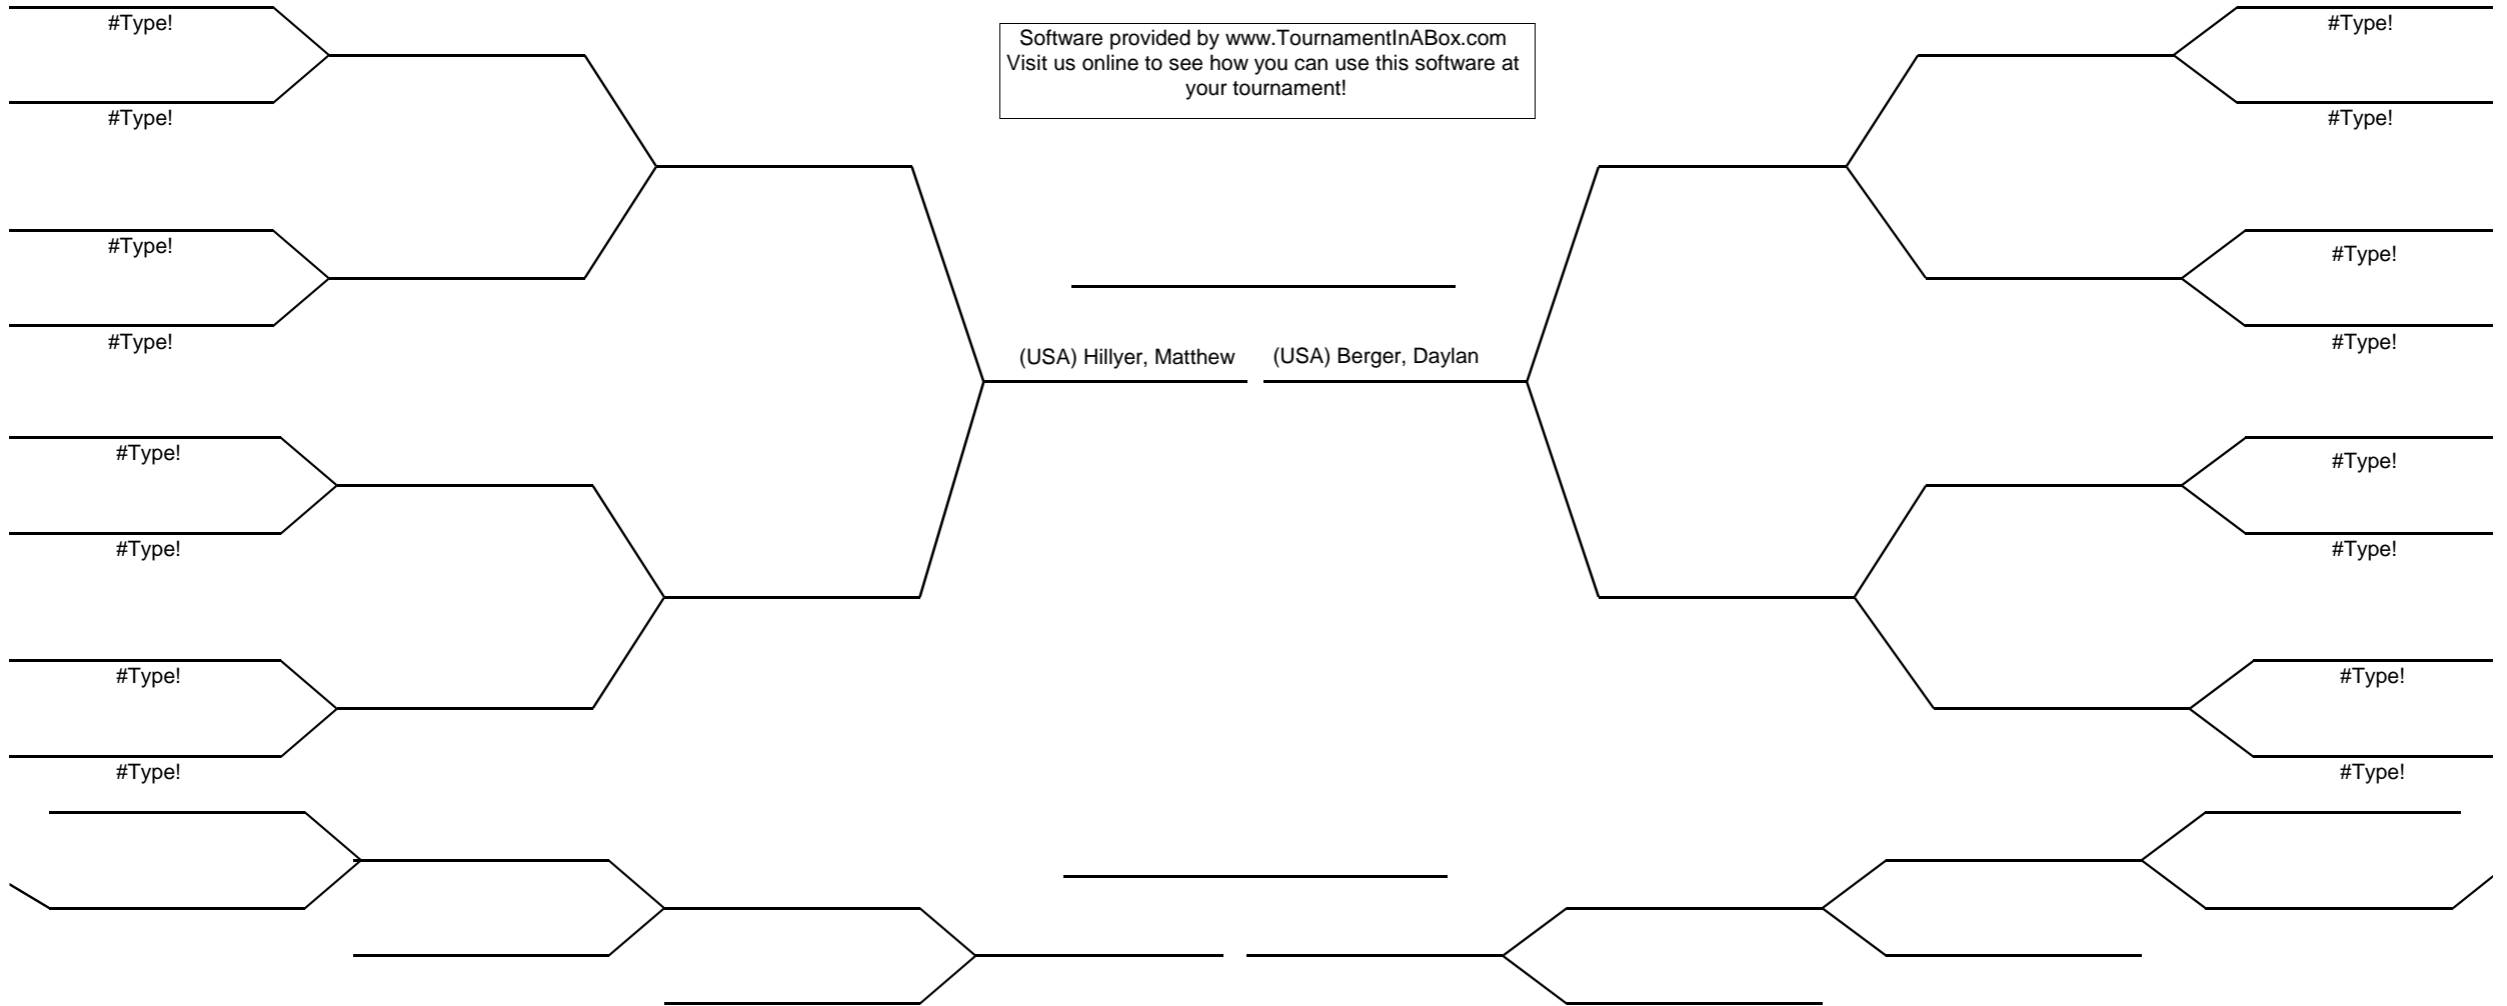 #Type!
Software provided by www.TournamentInABox.com
Visit us online to see how you can use this software at
your tournament!
#Type!
#Type!
#Type!
#Type!
#Type!
#Type!
#Type!
(USA) Hillyer, Matthew
(USA) Berger, Daylan
#Type!
#Type!
#Type!
#Type!
#Type!
#Type!
#Type!
#Type!
#Type!